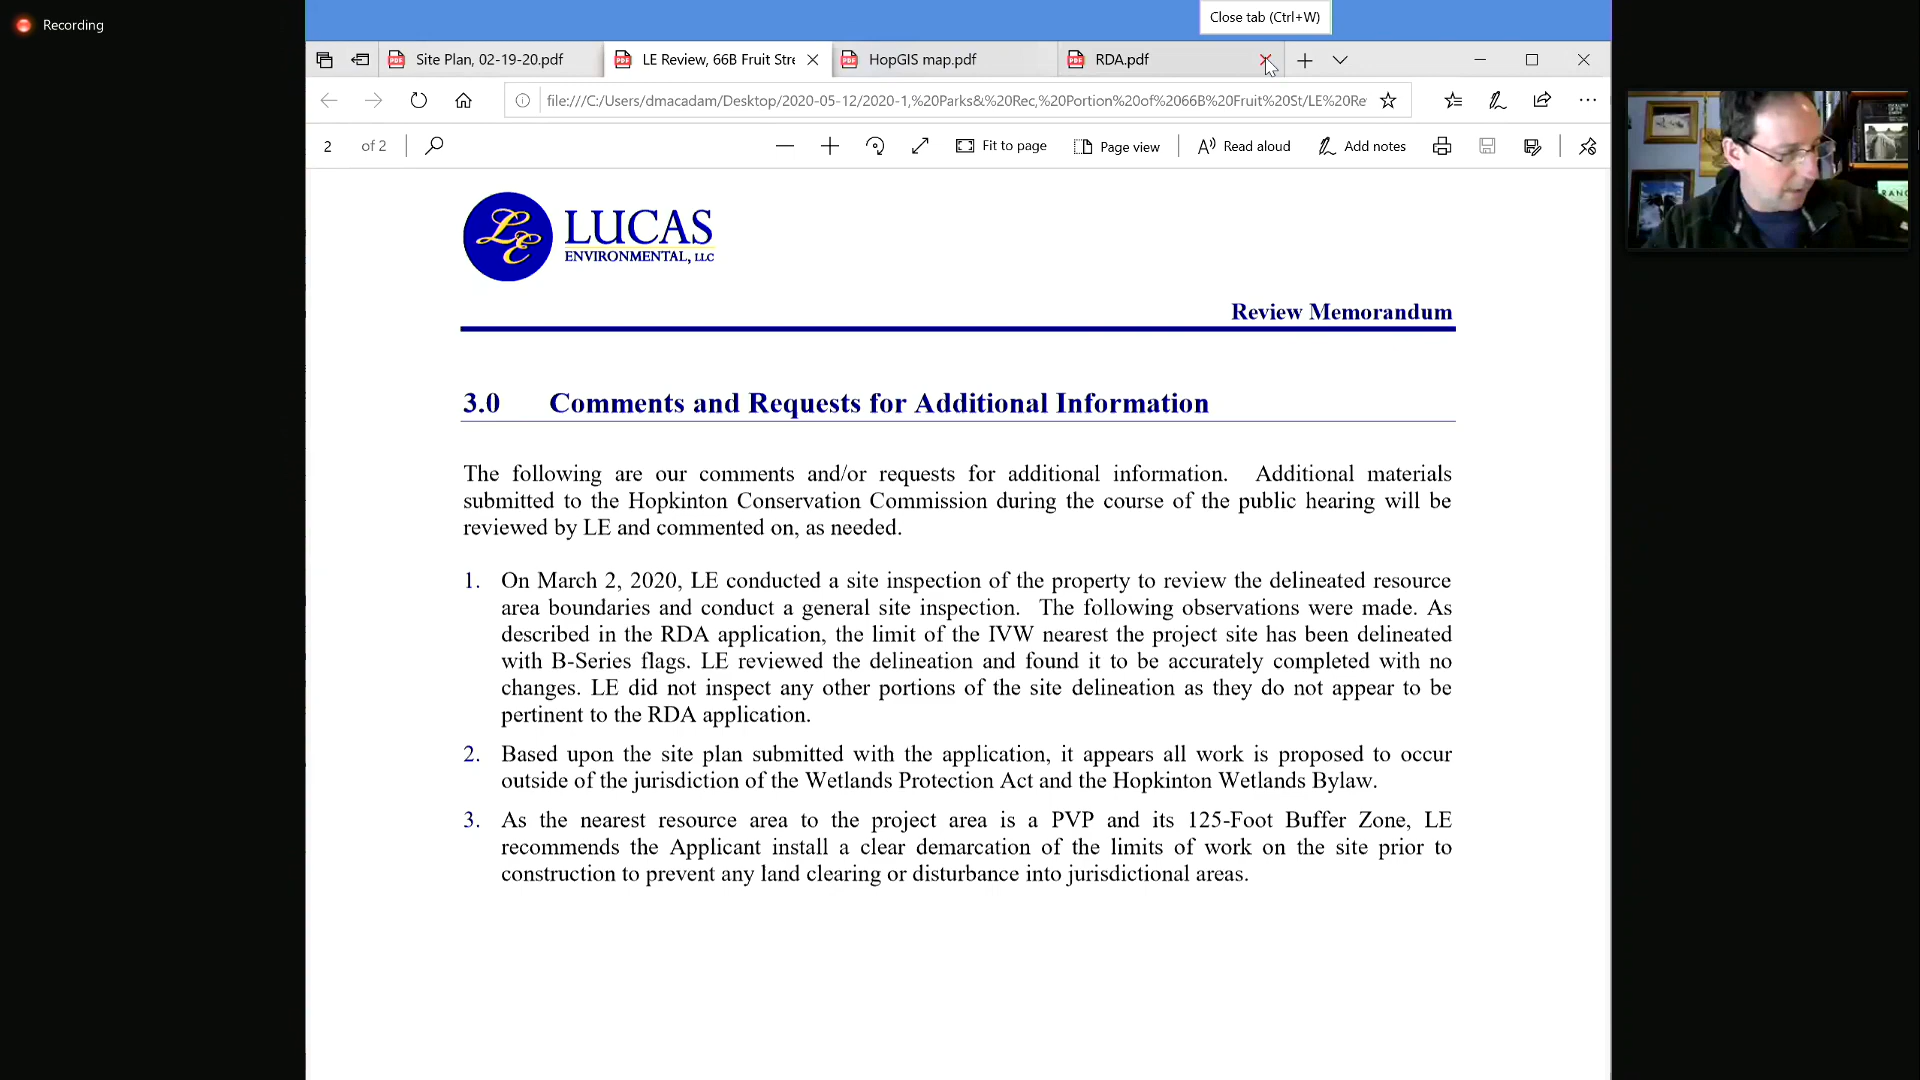 Recording
Close tab (Ctrl+W)
Site Plan, 02-19-20.pdf
LE Review, 66B Fruit Stre
HopGIS map.pdf
RDA.pdf
file:///C:/Users/dmacadam/Desktop/2020-05-12/2020-1,%20Parks&%20Rec,%20Portion%20of%2066B%20Fruit%20St/LE%20Re
2 of 2
Fit to page
Page view
Read aloud
Add notes
LE LUCAS
ENVIRONMENTAL, LLC
Review Memorandum
3.0 Comments and Requests for Additional Information
The following are our comments and/or requests for additional information. Additional materials
submitted to the Hopkinton Conservation Commission during the course of the public hearing will be
reviewed by LE and commented on, as needed.
1. On March 2, 2020, LE conducted a site inspection of the property to review the delineated resource
area boundaries and conduct a general site inspection. The following observations were made. As
described in the RDA application, the limit of the IVW nearest the project site has been delineated
with B-Series flags. LE reviewed the delineation and found it to be accurately completed with no
changes. LE did not inspect any other portions of the site delineation as they do not appear to be
pertinent to the RDA application.
2. Based upon the site plan submitted with the application, it appears all work is proposed to occur
outside of the jurisdiction of the Wetlands Protection Act and the Hopkinton Wetlands Bylaw.
3. As the nearest resource area to the project area is a PVP and its 125-Foot Buffer Zone, LE
recommends the Applicant install a clear demarcation of the limits of work on the site prior to
construction to prevent any land clearing or disturbance into jurisdictional areas.